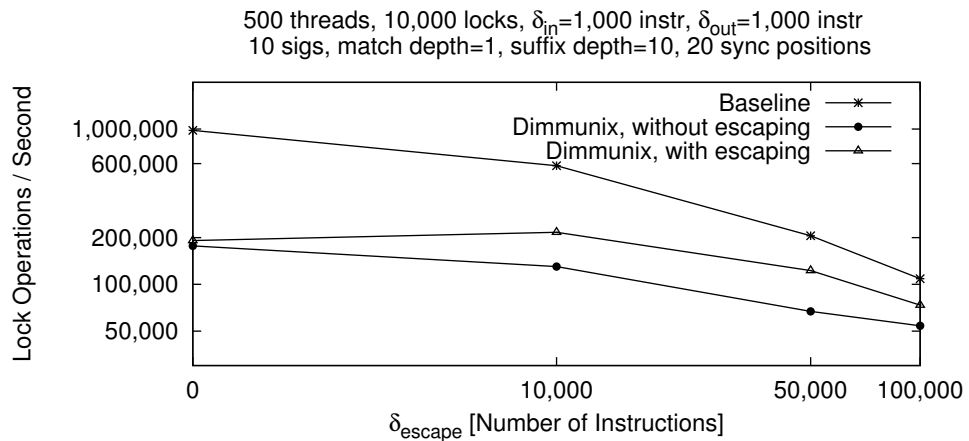 500 threads, 10,000 locks, δin=1,000 instr, δout=1,000 instr
10 sigs, match depth=1, suffix depth=10, 20 sync positions
Lock Operations / Second
1,000,000
600,000
200,000
100,000
50,000
Baseline
Dimmunix, without escaping
Dimmunix, with escaping
0 10,000 50,000 100,000
δescape [Number of Instructions]